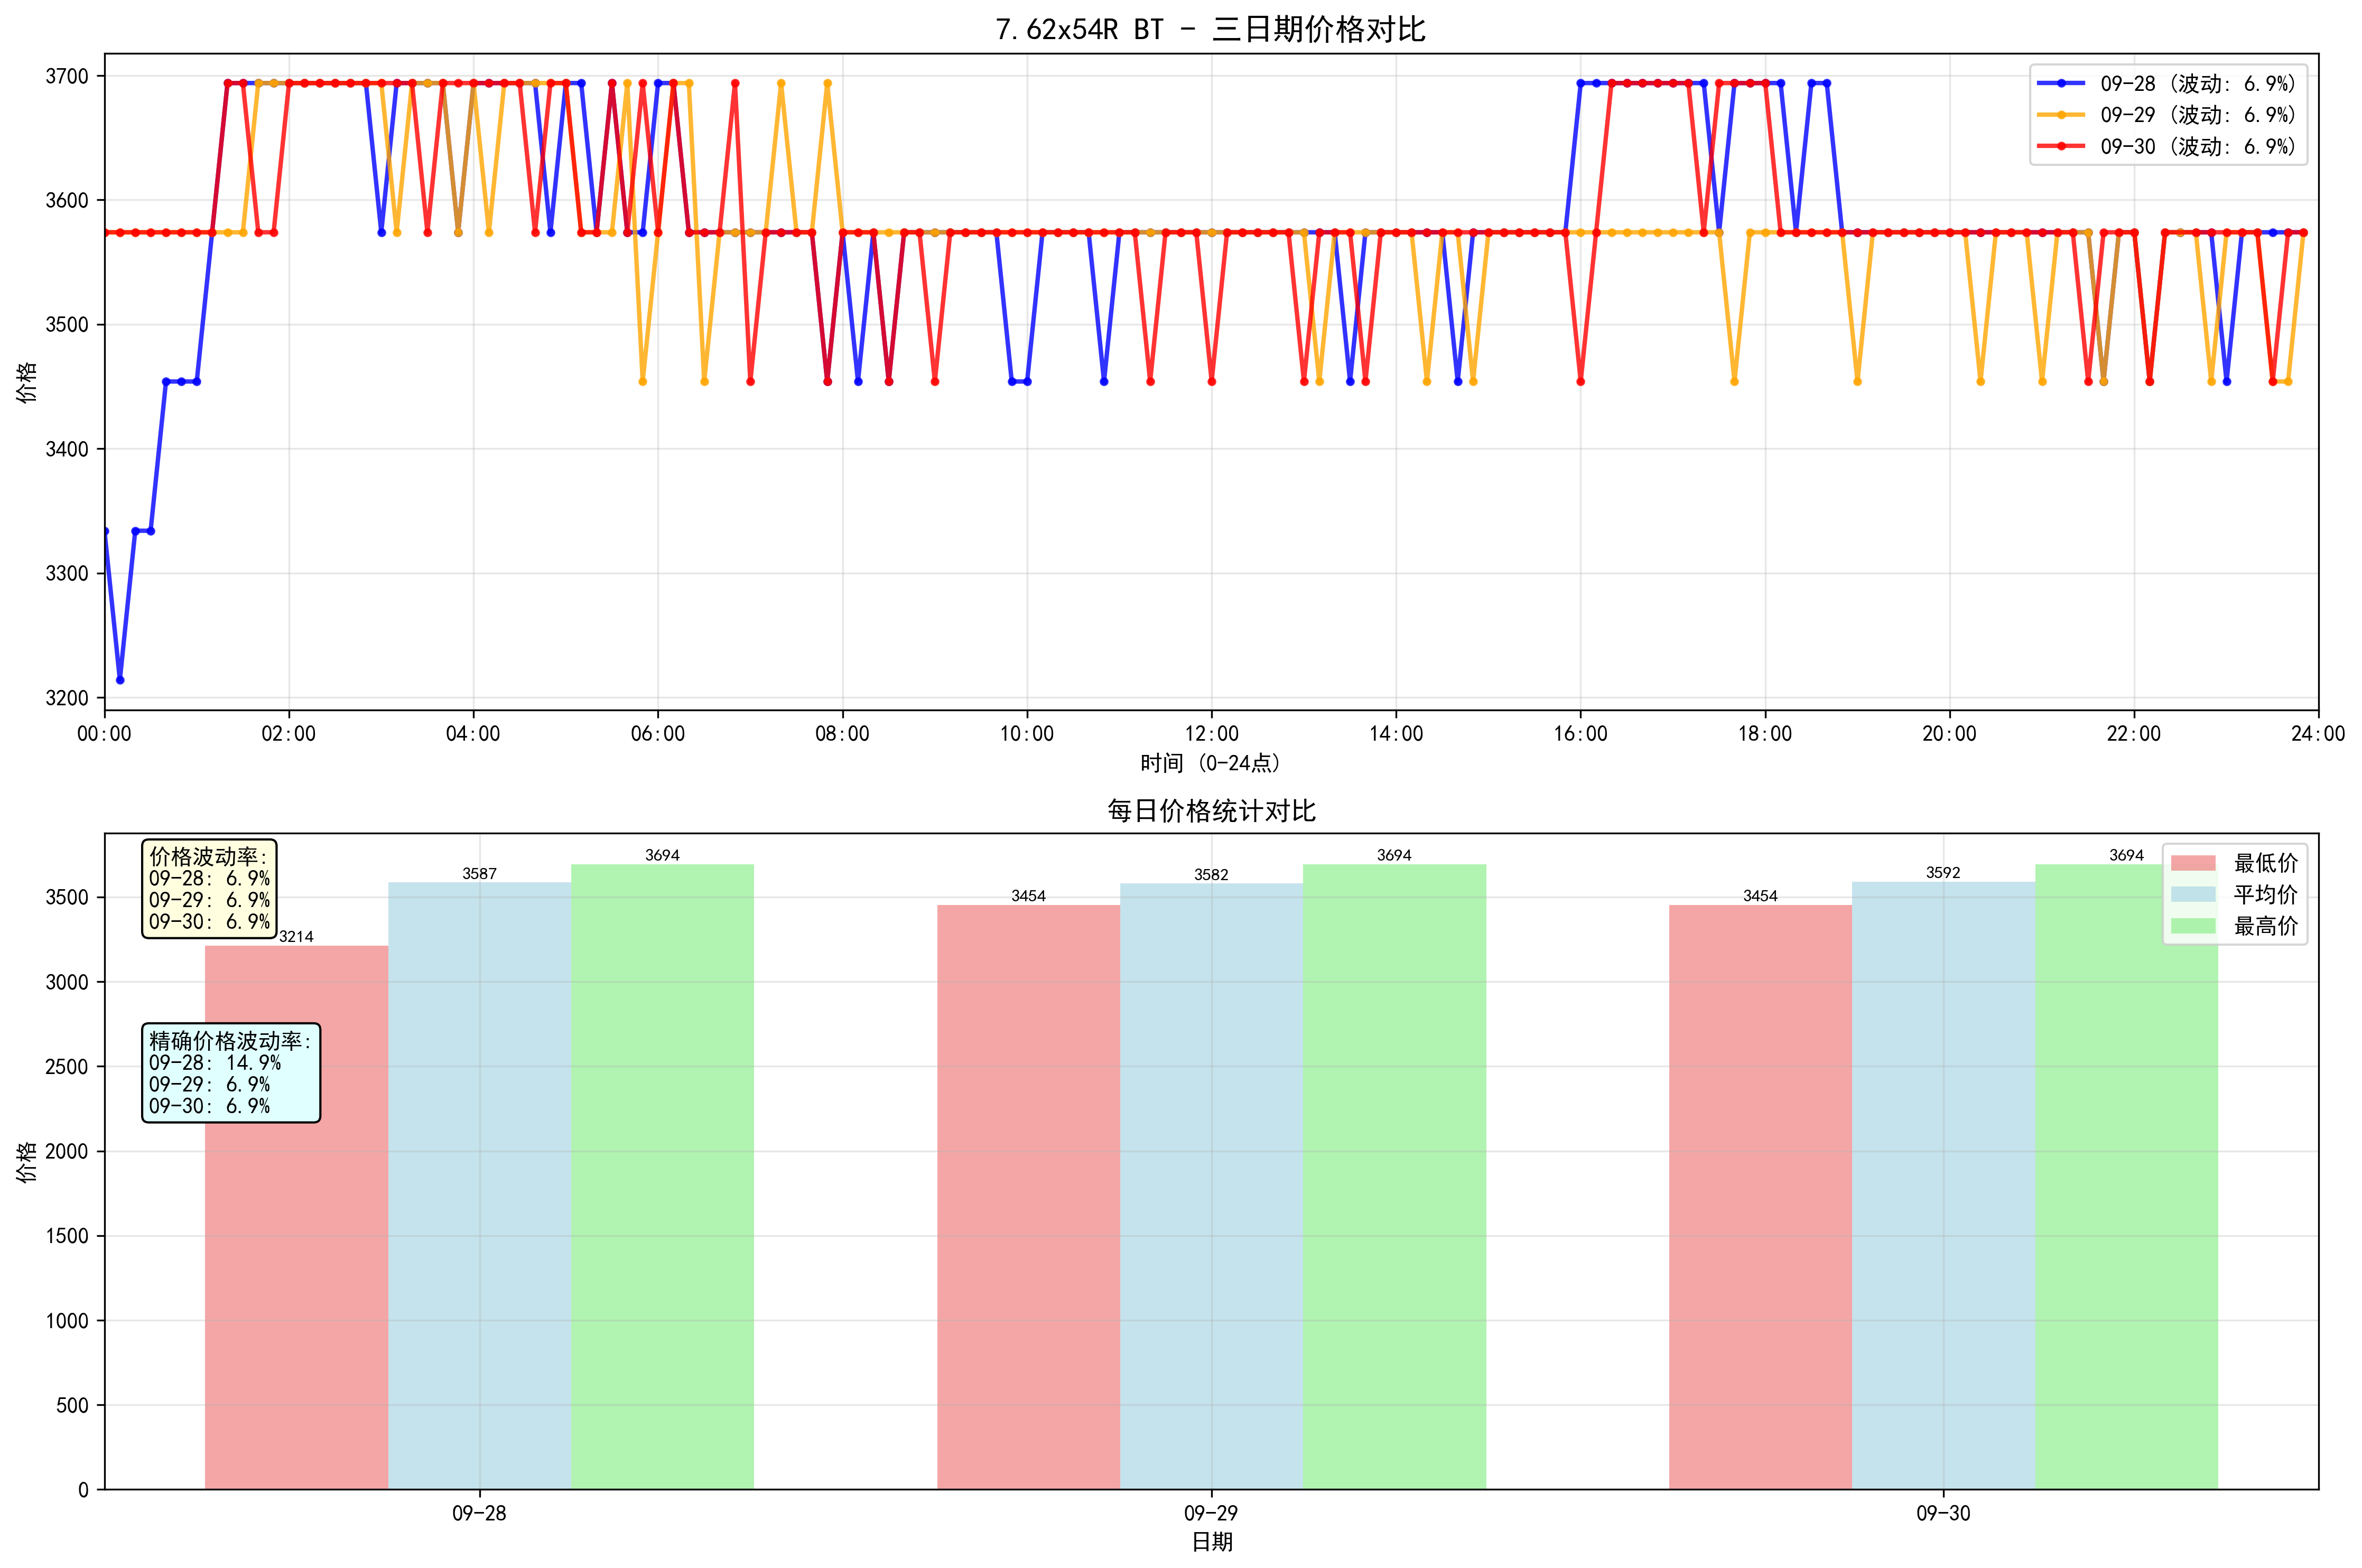 7.62x54R BT - 三日期价格对比
价格
3700
3600
3500
3400
3300
3200
09-28 (波动: 6.9%)
09-29 (波动: 6.9%)
09-30 (波动: 6.9%)
00:00 02:00 04:00 06:00 08:00 10:00 12:00 14:00 16:00 18:00 20:00 22:00 24:00
时间 (0-24点)
每日价格统计对比
价格
3500
3000
2500
2000
1500
1000
500
0
价格波动率:
09-28: 6.9%
09-29: 6.9%
09-30: 6.9%
精确价格波动率:
09-28: 14.9%
09-29: 6.9%
09-30: 6.9%
3214 3587 3694 3454 3582 3694 3454 3592 3694
最低价
平均价
最高价
09-28 09-29 09-30
日期